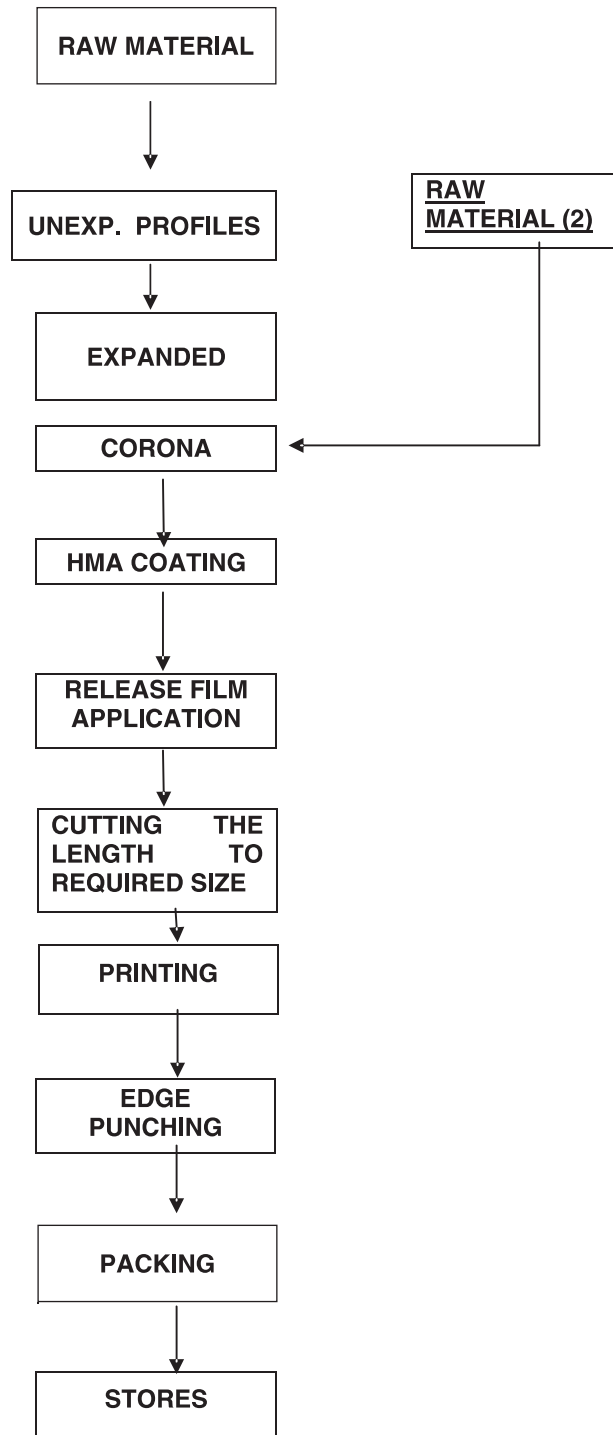 RAW MATERIAL
UNEXP. PROFILES
RAW
MATERIAL (2)
EXPANDED
CORONA
HMA COATING
RELEASE FILM
APPLICATION
CUTTING THE
LENGTH TO
REQUIRED SIZE
PRINTING
EDGE
PUNCHING
PACKING
STORES